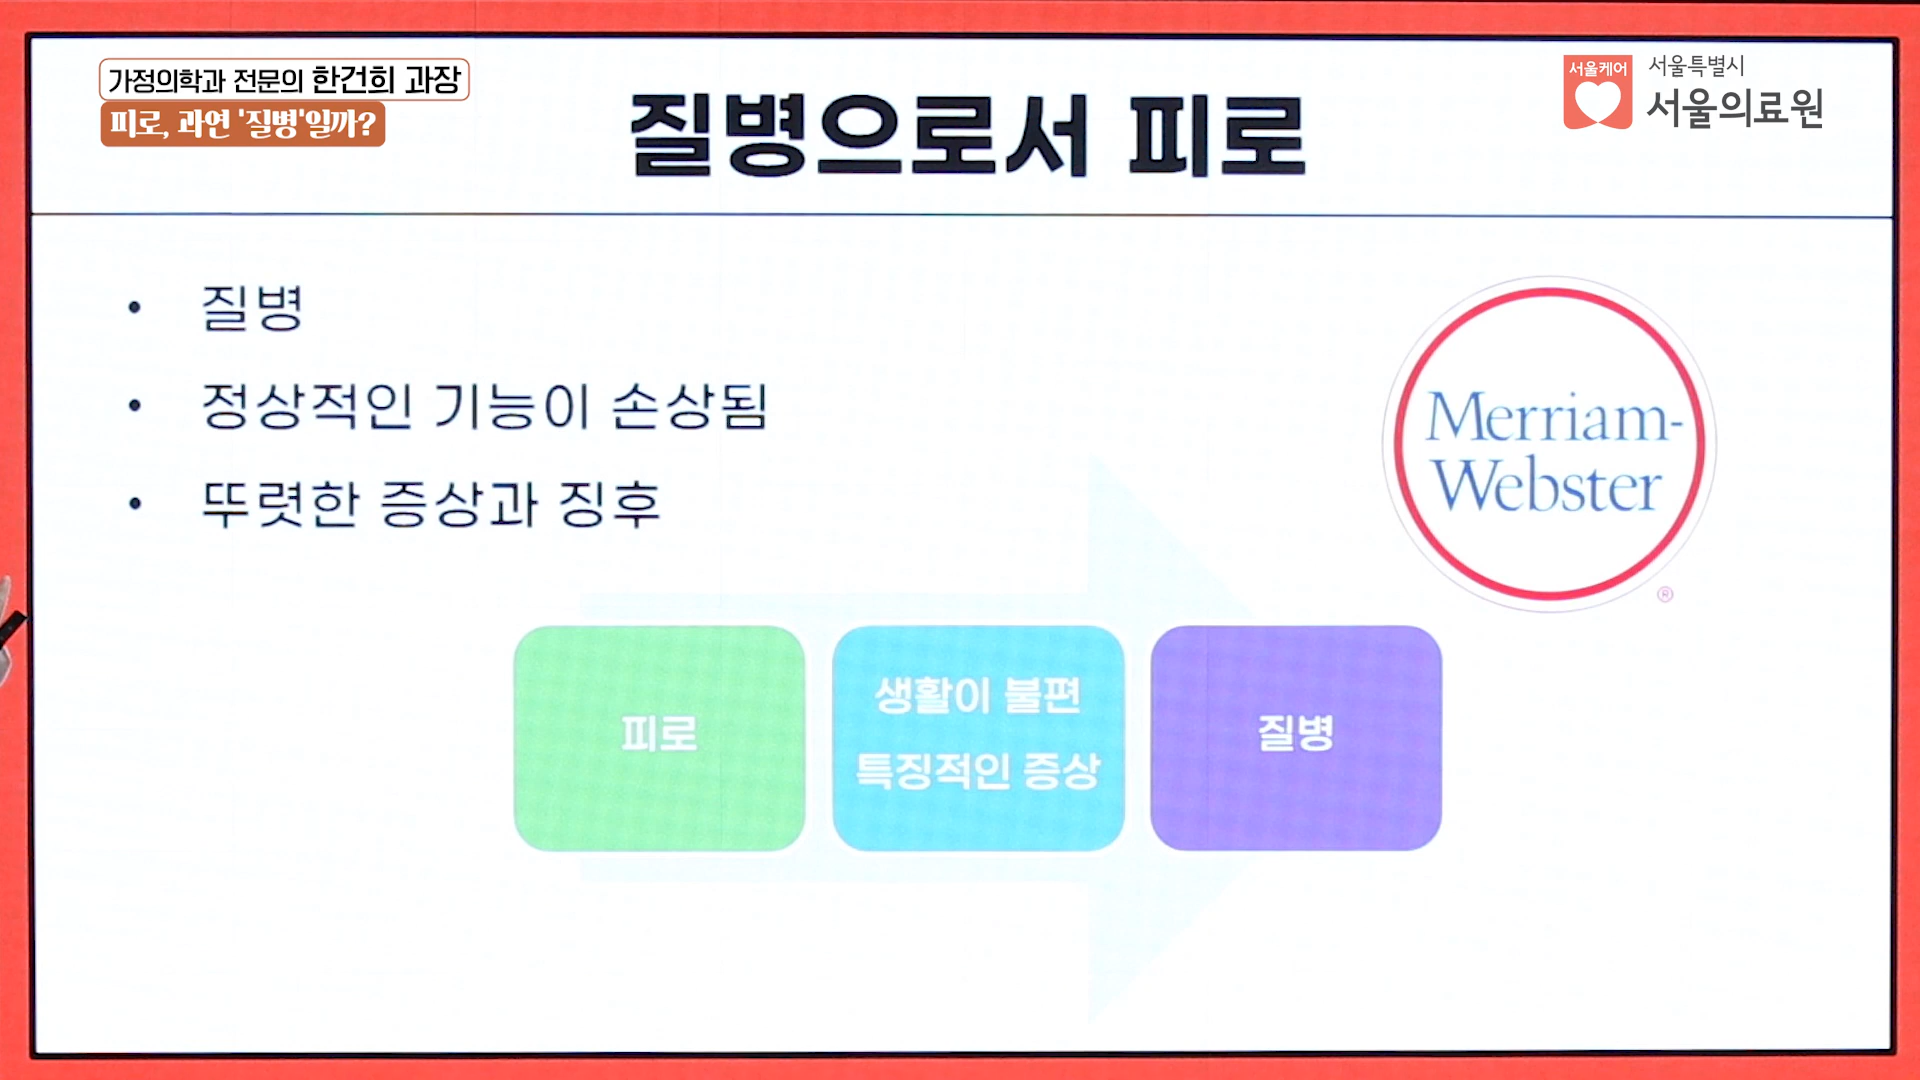 가정의학과 전문의 한건희 과장
피로, 과연 '질병'일까?
서울케어
서울특별시
서울의료원
질병으로서 피로
• 질병
• 정상적인 기능이 손상됨
• 뚜렷한 증상과 징후
Merriam-
Webster
®
피로
생활이 불편
특징적인 증상
질병